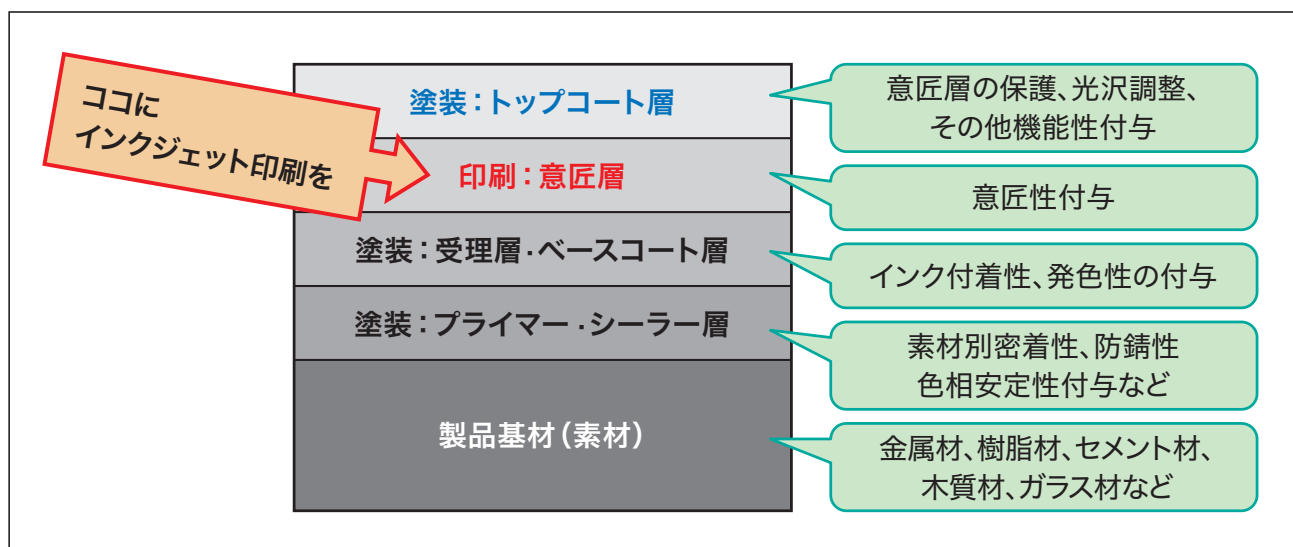 ココに
インクジェット印刷を
塗装：トップコート層
意匠層の保護、光沢調整、
その他機能性付与
印刷：意匠層
意匠性付与
塗装：受理層・ベースコート層
インク付着性、発色性の付与
塗装：プライマー・シーラー層
素材別密着性、防錆性
色相安定性付与など
製品基材（素材）
金属材、樹脂材、セメント材、
木質材、ガラス材など